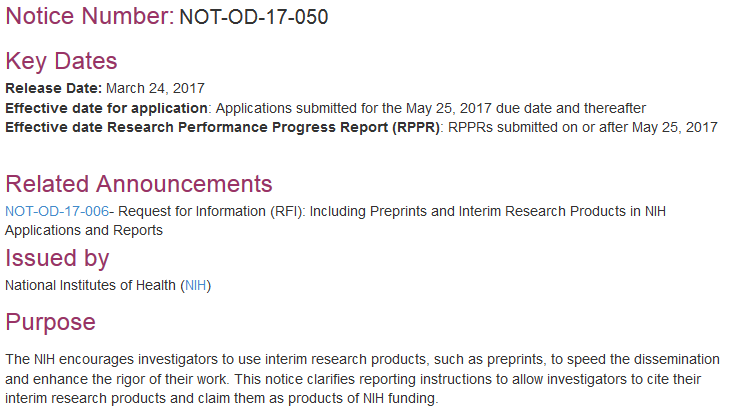 Notice Number: NOT-OD-17-050
Key Dates
Release Date: March 24, 2017
Effective date for application: Applications submitted for the May 25, 2017 due date and thereafter
Effective date Research Performance Progress Report (RPPR): RPPRs submitted on or after May 25, 2017
Related Announcements
NOT-OD-17-006- Request for Information (RFI): Including Preprints and Interim Research Products in NIH
Applications and Reports
Issued by
National Institutes of Health (NIH)
Purpose
The NIH encourages investigators to use interim research products, such as preprints, to speed the dissemination
and enhance the rigor of their work. This notice clarifies reporting instructions to allow investigators to cite their
interim research products and claim them as products of NIH funding.